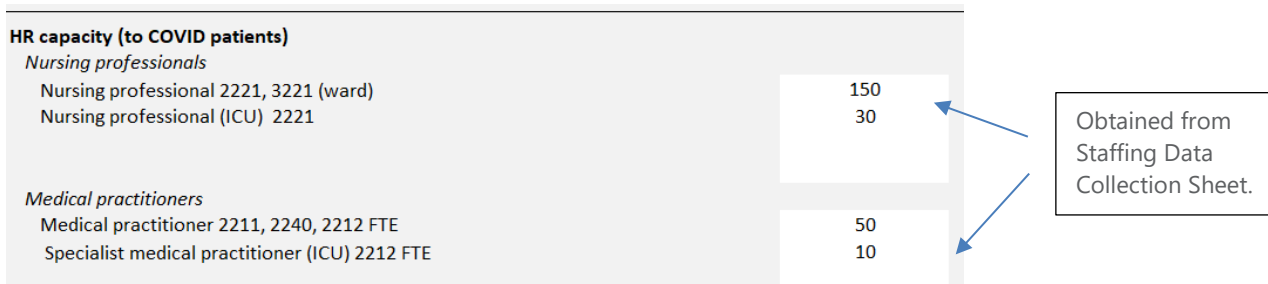 HR capacity (to COVID patients)
Nursing professionals
Nursing professional 2221, 3221 (ward) 150
Nursing professional (ICU) 2221 30
Medical practitioners
Medical practitioner 2211, 2240, 2212 FTE 50
Specialist medical practitioner (ICU) 2212 FTE 10
Obtained from
Staffing Data
Collection Sheet.